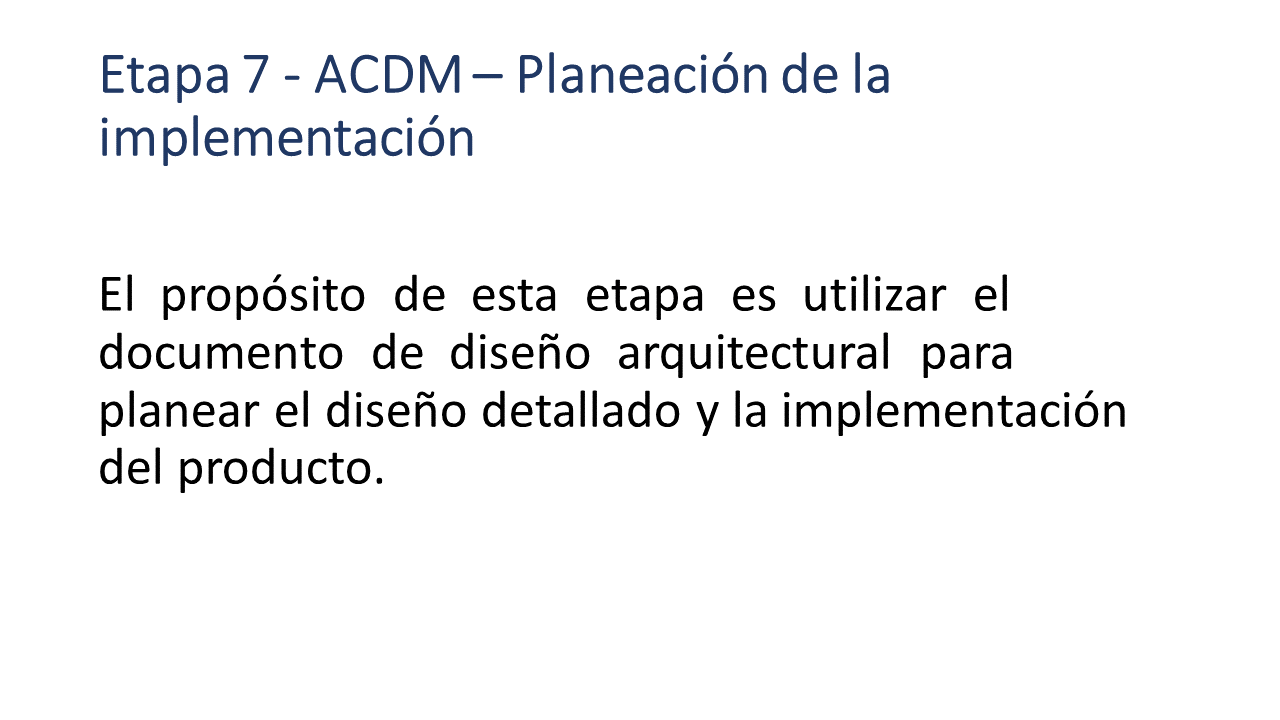 Etapa 7 - ACDM – Planeación de la
implementación
El propósito de esta etapa es utilizar el
documento de diseño arquitectural para
planear el diseño detallado y la implementación
del producto.